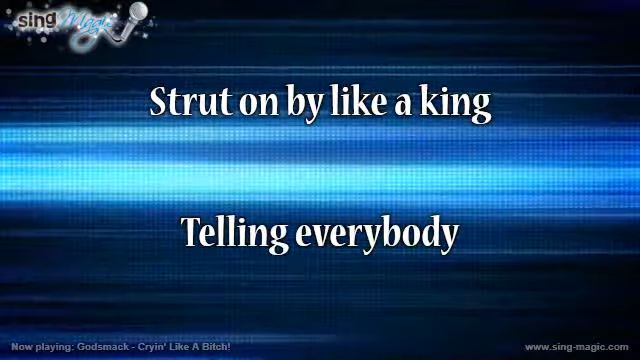 sing Magic
Strut on by like a king
Telling everybody
Now playing: Godsmack - Cryin' Like A Bitch!
www.sing-magic.com